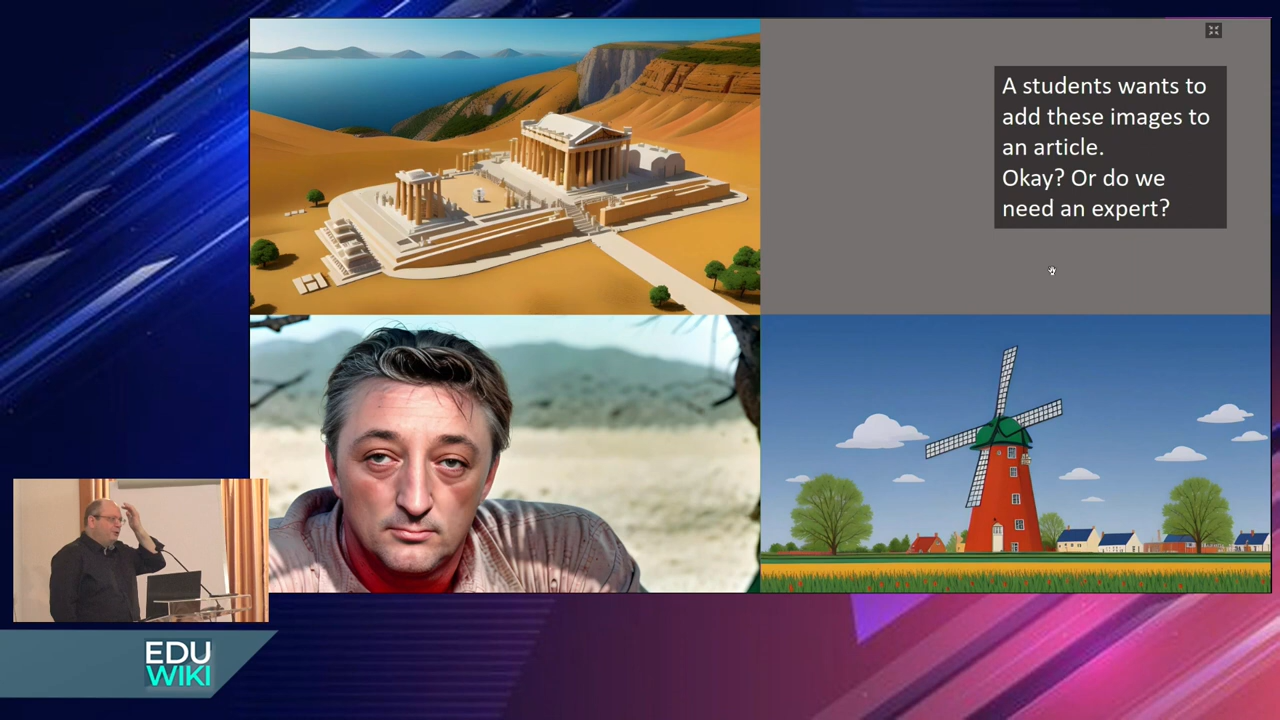 A students wants to
add these images to
an article.
Okay? Or do we
need an expert?
EDU
WIKI